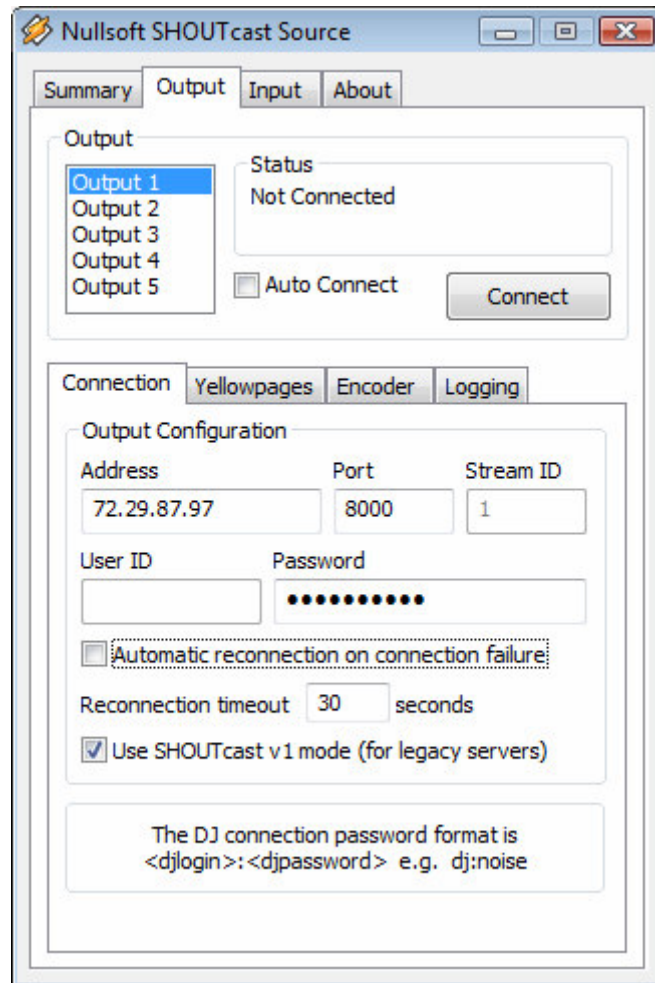 Nullsoft SHOUTcast Source
Summary Output Input About
Output
Output 1
Output 2
Output 3
Output 4
Output 5
Status
Not Connected
Auto Connect
Connect
Connection Yellowpages Encoder Logging
Output Configuration
Address Port Stream ID
72.29.87.97 8000 1
User ID Password
••••••••••
Automatic reconnection on connection failure
Reconnection timeout 30 seconds
Use SHOUTcast v1 mode (for legacy servers)
The DJ connection password format is
<djlogin>:<djpassword> e.g. dj:noise